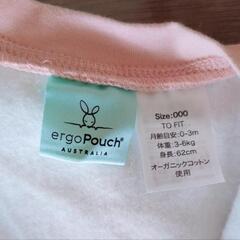 ergoPouch®
AUSTRALIA
Size:000
TO FIT
月齢目安:0-3m
体重:3-6kg
身長:62cm
オーガニックコットン
使用